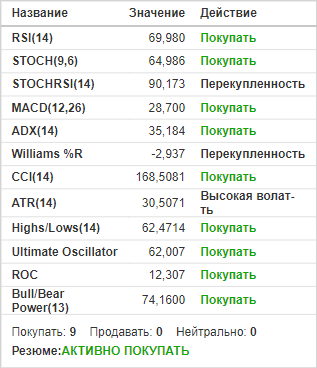 Название Значение Действие
RSI(14) 69,980 Покупать
STOCH(9,6) 64,986 Покупать
STOCHRSI(14) 90,173 Перекупленность
MACD(12,26) 28,700 Покупать
ADX(14) 35,184 Покупать
Williams %R -2,937 Перекупленность
CCI(14) 168,5081 Покупать
ATR(14) 30,5071 Высокая волат-
ть
Highs/Lows(14) 62,4714 Покупать
Ultimate Oscillator 62,007 Покупать
ROC 12,307 Покупать
Bull/Bear
Power(13) 74,1600 Покупать
Покупать: 9 Продавать: 0 Нейтрально: 0
Резюме:АКТИВНО ПОКУПАТЬ